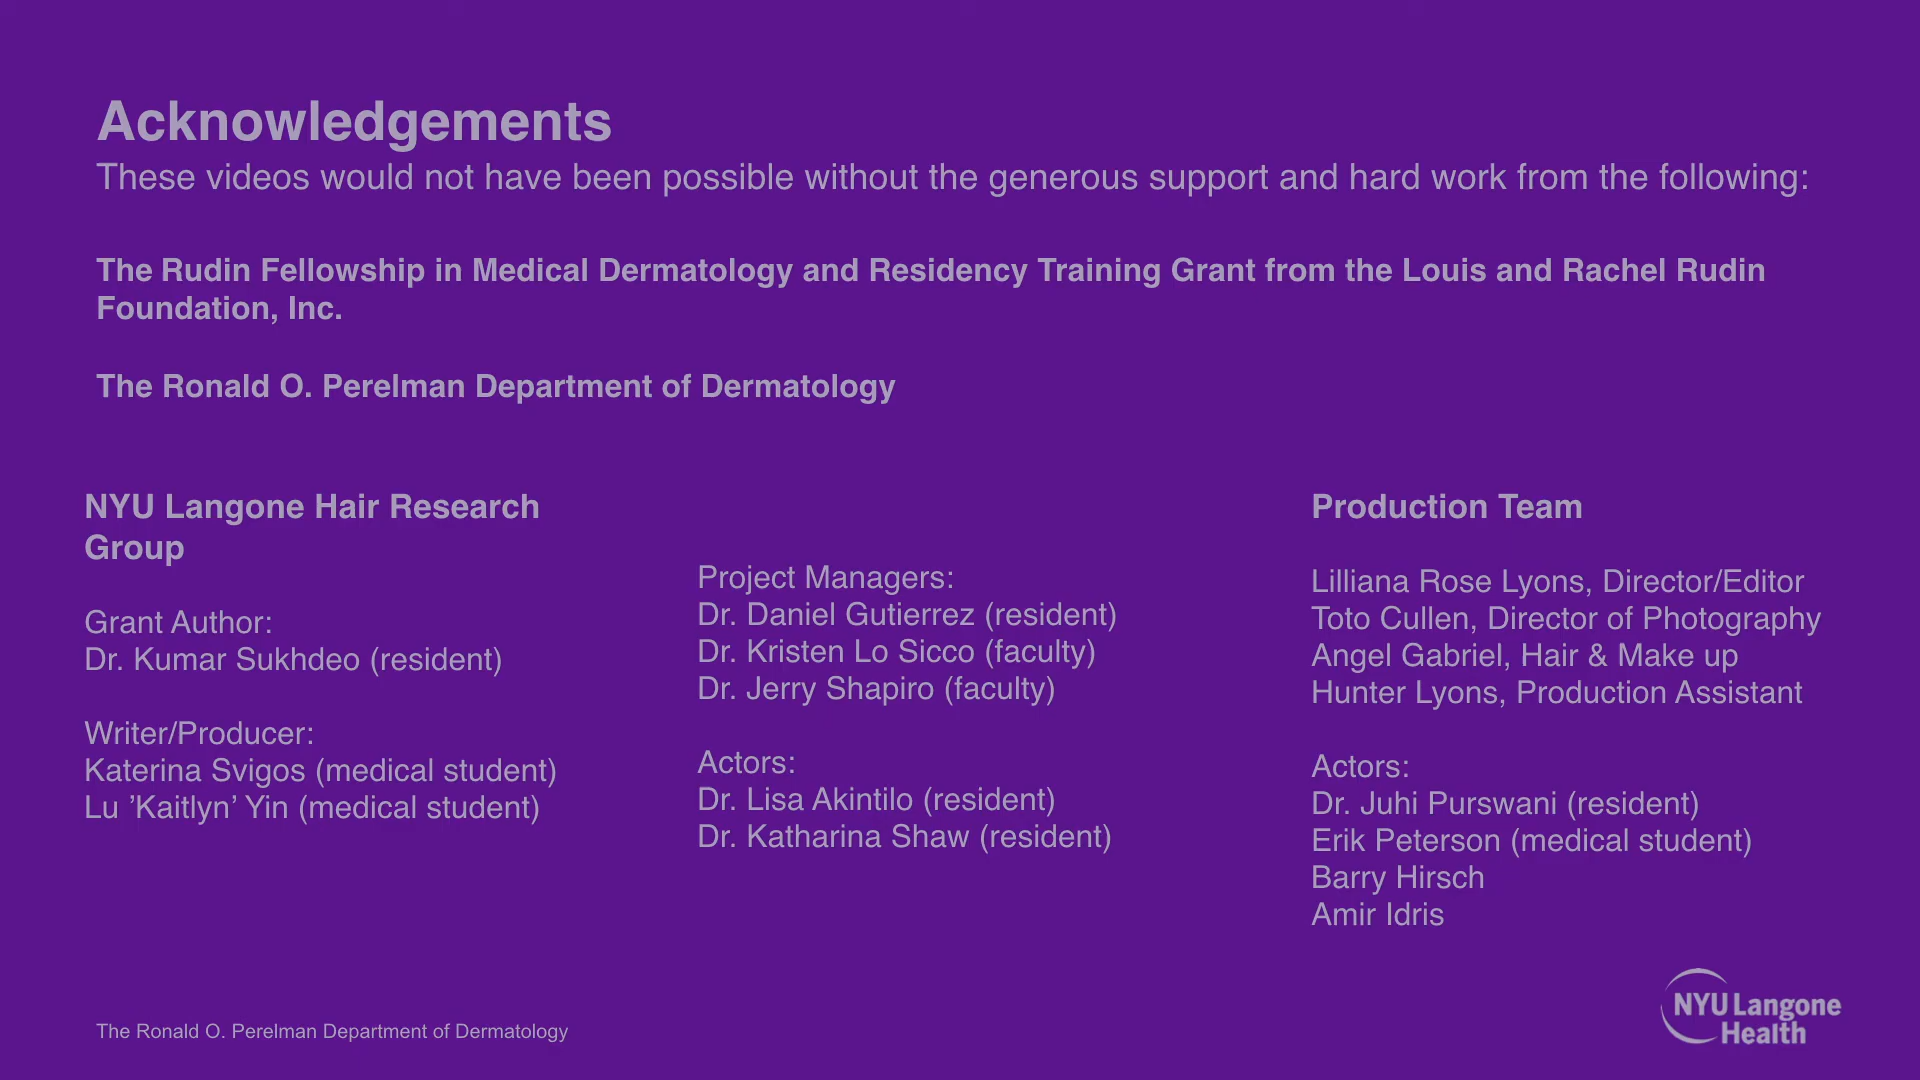 Acknowledgements
These videos would not have been possible without the generous support and hard work from the following:
The Rudin Fellowship in Medical Dermatology and Residency Training Grant from the Louis and Rachel Rudin
Foundation, Inc.
The Ronald O. Perelman Department of Dermatology
NYU Langone Hair Research
Group
Grant Author:
Dr. Kumar Sukhdeo (resident)
Writer/Producer:
Katerina Svigos (medical student)
Lu ’Kaitlyn’ Yin (medical student)
Project Managers:
Dr. Daniel Gutierrez (resident)
Dr. Kristen Lo Sicco (faculty)
Dr. Jerry Shapiro (faculty)
Actors:
Dr. Lisa Akintilo (resident)
Dr. Katharina Shaw (resident)
Production Team
Lilliana Rose Lyons, Director/Editor
Toto Cullen, Director of Photography
Angel Gabriel, Hair & Make up
Hunter Lyons, Production Assistant
Actors:
Dr. Juhi Purswani (resident)
Erik Peterson (medical student)
Barry Hirsch
Amir Idris
The Ronald O. Perelman Department of Dermatology
NYU Langone
Health